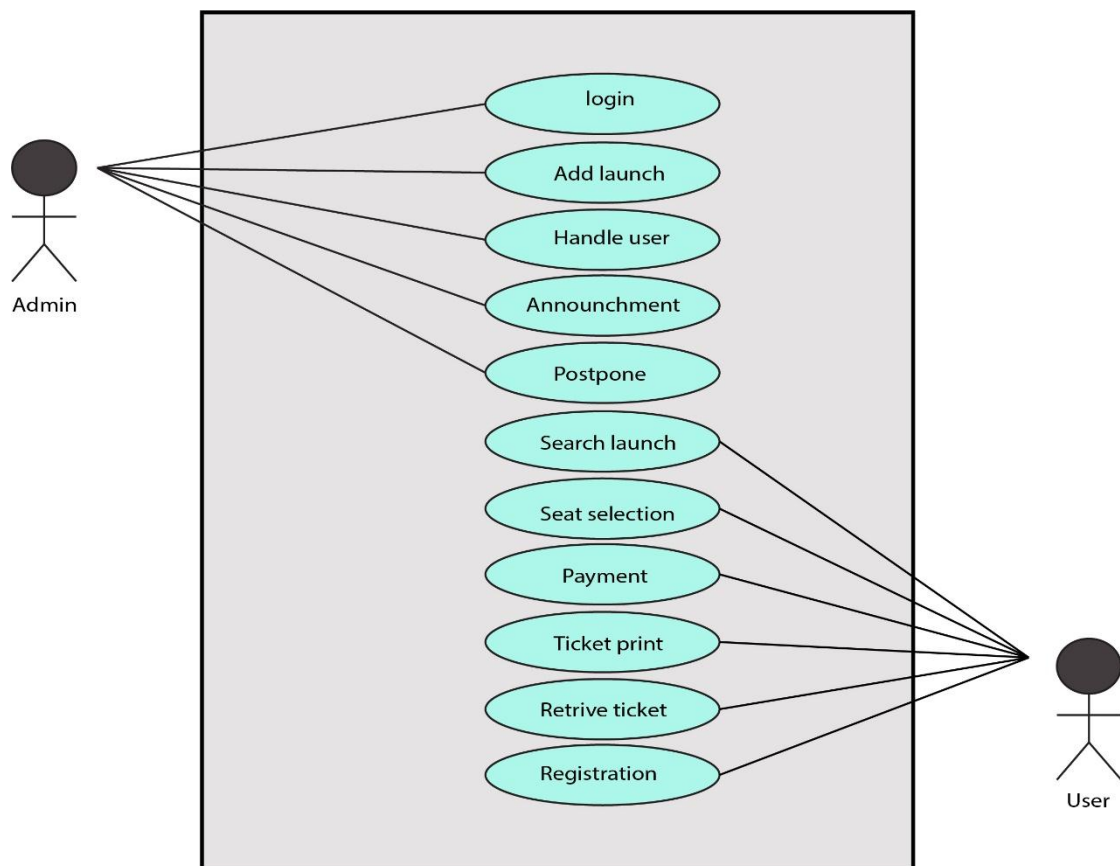 login
Add launch
Handle user
Announchment
Postpone
Search launch
Seat selection
Payment
Ticket print
Retrive ticket
Registration
Admin
User